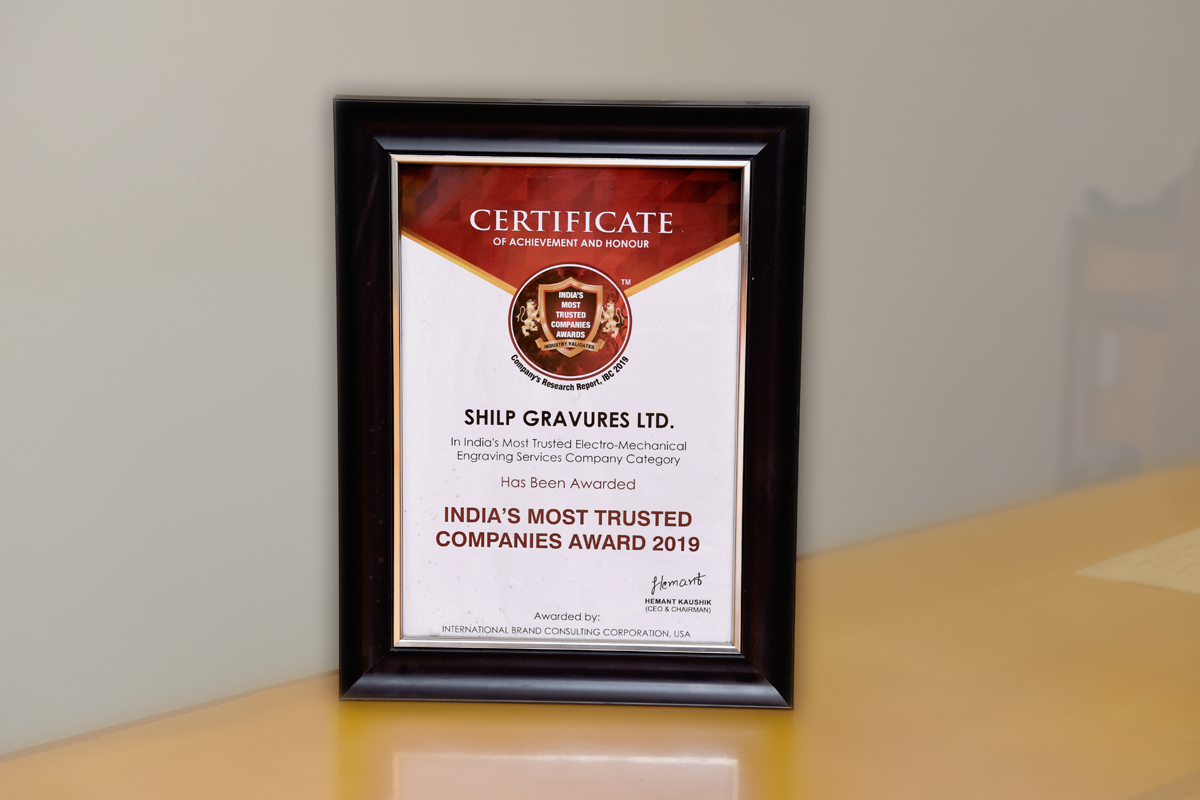 CERTIFICATE
OF ACHIEVEMENT AND HONOUR
TM
INDIA'S
MOST
TRUSTED
COMPANIES
AWARDS
INDUSTRY VALIDATED
Company's Research Report, IBC 2019
SHILP GRAVURES LTD.
In India's Most Trusted Electro-Mechanical
Engraving Services Company Category
Has Been Awarded
INDIA'S MOST TRUSTED
COMPANIES AWARD 2019
Hemant
HEMANT KAUSHIK
(CEO & CHAIRMAN)
Awarded by:
INTERNATIONAL BRAND CONSULTING CORPORATION, USA